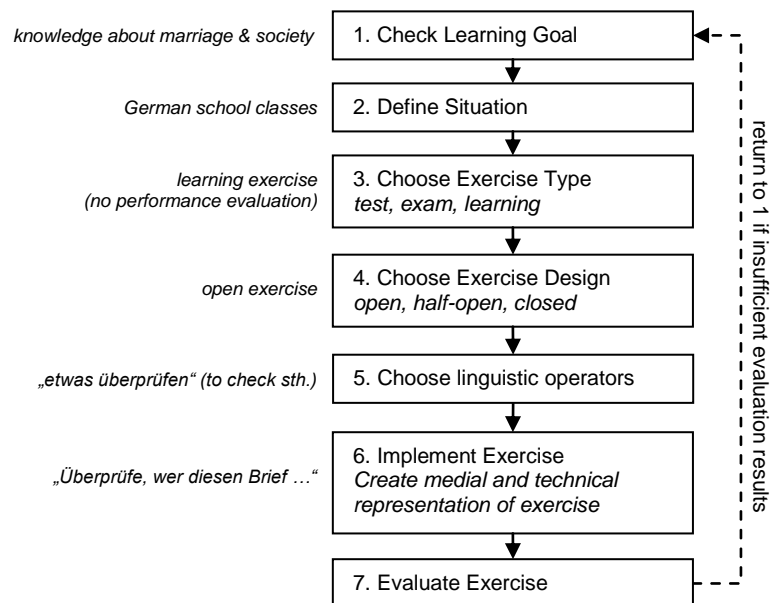 knowledge about marriage & society
1. Check Learning Goal
German school classes
2. Define Situation
learning exercise
(no performance evaluation)
3. Choose Exercise Type
test, exam, learning
open exercise
4. Choose Exercise Design
open, half-open, closed
„etwas überprüfen“ (to check sth.)
5. Choose linguistic operators
„Überprüfe, wer diesen Brief …“
6. Implement Exercise
Create medial and technical
representation of exercise
7. Evaluate Exercise
return to 1 if insufficient evaluation results